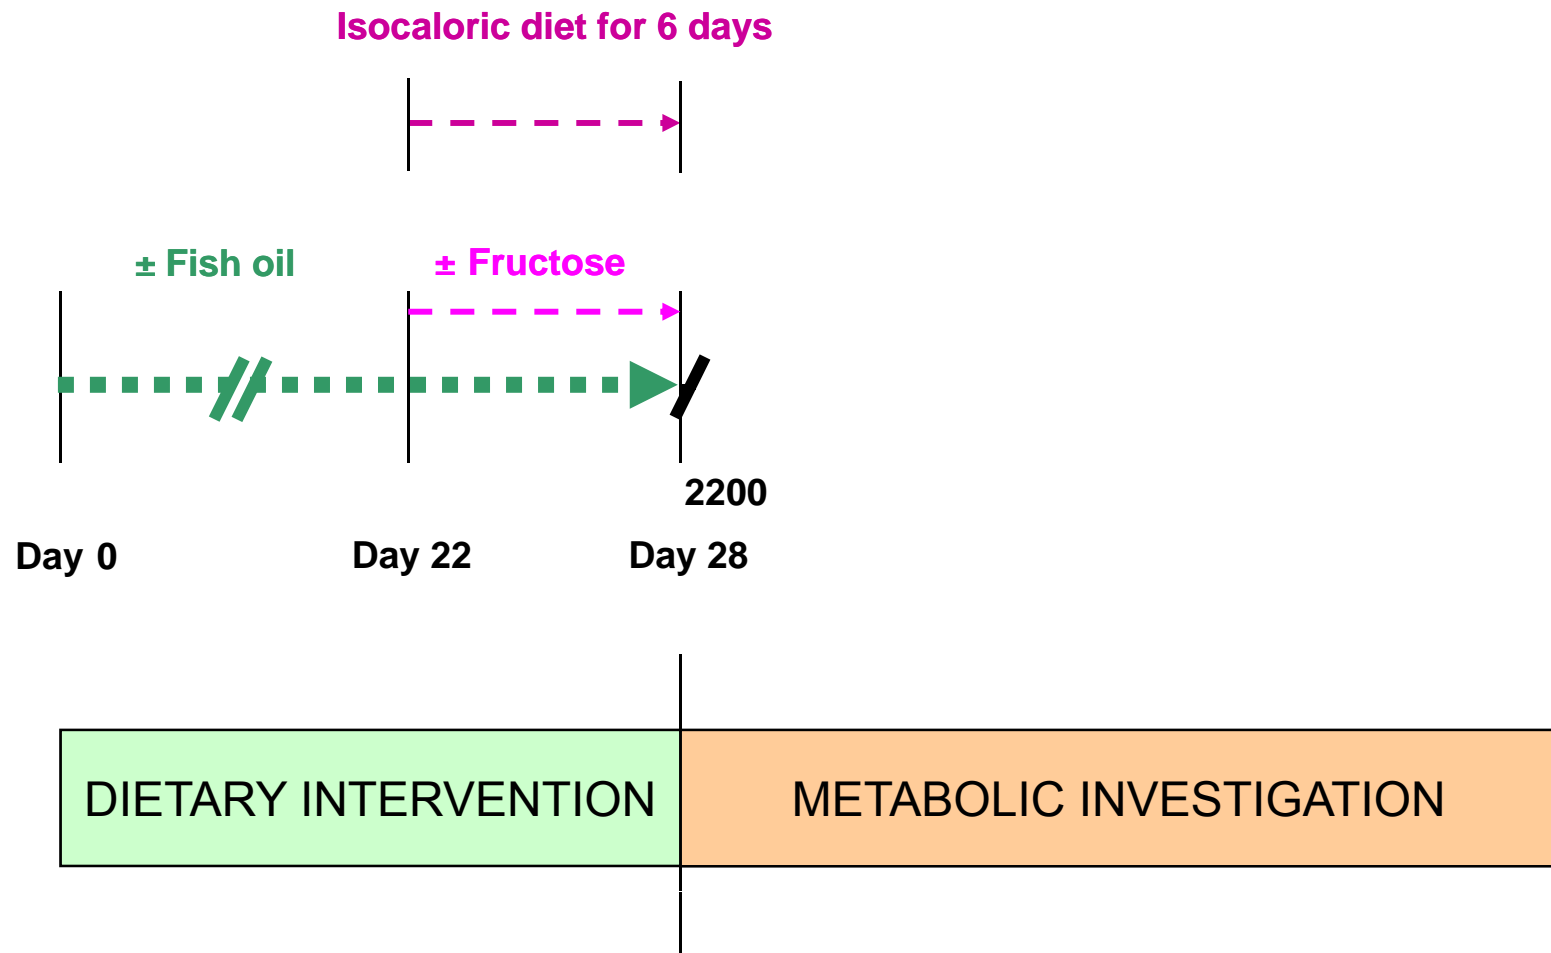 Isocaloric diet for 6 days
± Fish oil
± Fructose
2200
Day 0
Day 22
Day 28
DIETARY INTERVENTION
METABOLIC INVESTIGATION